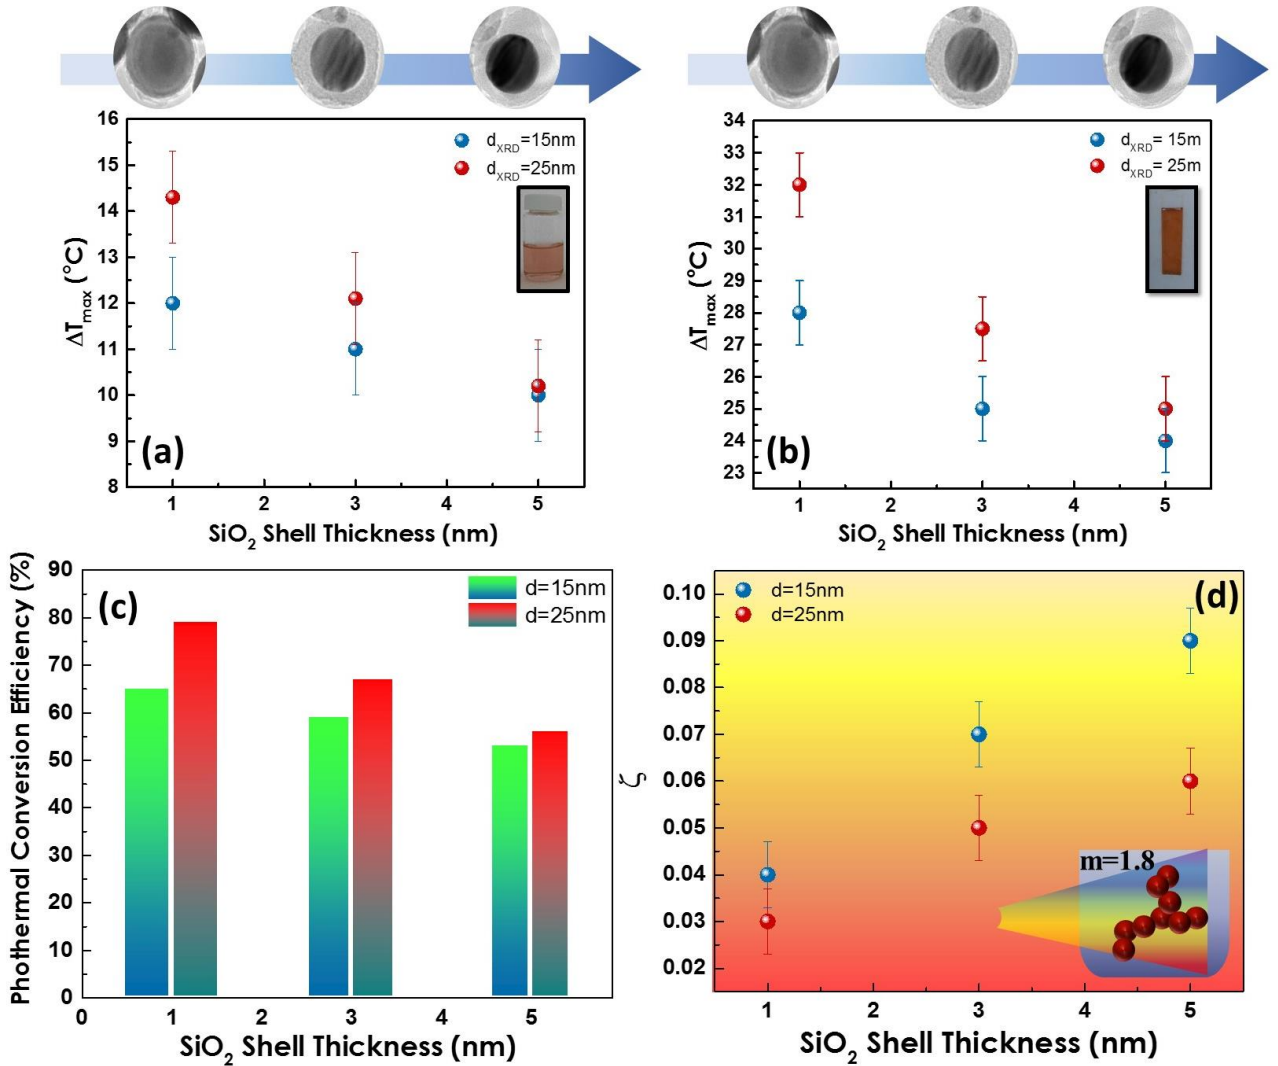 16
15
14
13
12
11
10
9
8
ΔTmax (°C)
dXRD=15nm
dXRD=25nm
(a)
1 2 3 4 5
SiO2 Shell Thickness (nm)
34
33
32
31
30
29
28
27
26
25
24
23
ΔTmax (°C)
dXRD= 15m
dXRD= 25m
(b)
1 2 3 4 5
SiO2 Shell Thickness (nm)
90
80
70
60
50
40
30
20
10
0
Phothermal Conversion Efficiency (%)
(c)
d=15nm
d=25nm
0 1 2 3 4 5
SiO2 Shell Thickness (nm)
0.10
0.09
0.08
0.07
0.06
0.05
0.04
0.03
0.02
ζ
d=15nm
d=25nm
(d)
m=1.8
1 2 3 4 5
SiO2 Shell Thickness (nm)